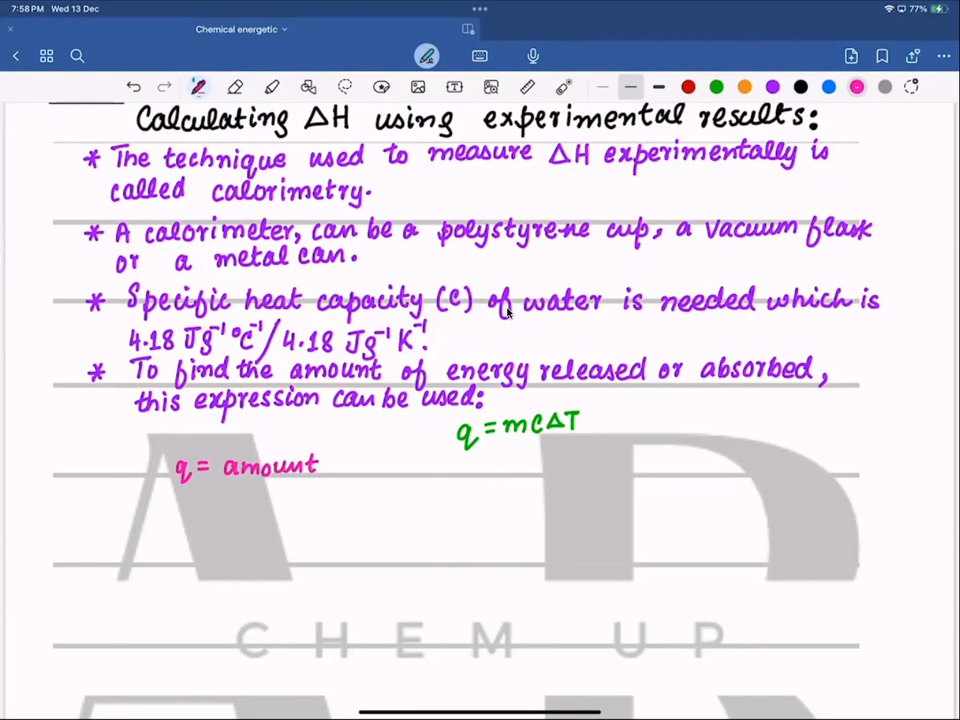 7:58 PM Wed 13 Dec
77%
Chemical energetic
Calculating ΔH using experimental results:
* The technique used to measure ΔH experimentally is
called calorimetry.
* A calorimeter, can be a polystyrene cup, a vacuum flask
or a metal can.
* Specific heat capacity (c) of water is needed which is
4.18 Jg⁻¹ °C⁻¹/4.18 Jg⁻¹ K⁻¹.
* To find the amount of energy released or absorbed,
this expression can be used:
q = mcΔT
q = amount
A D
CHEM UP